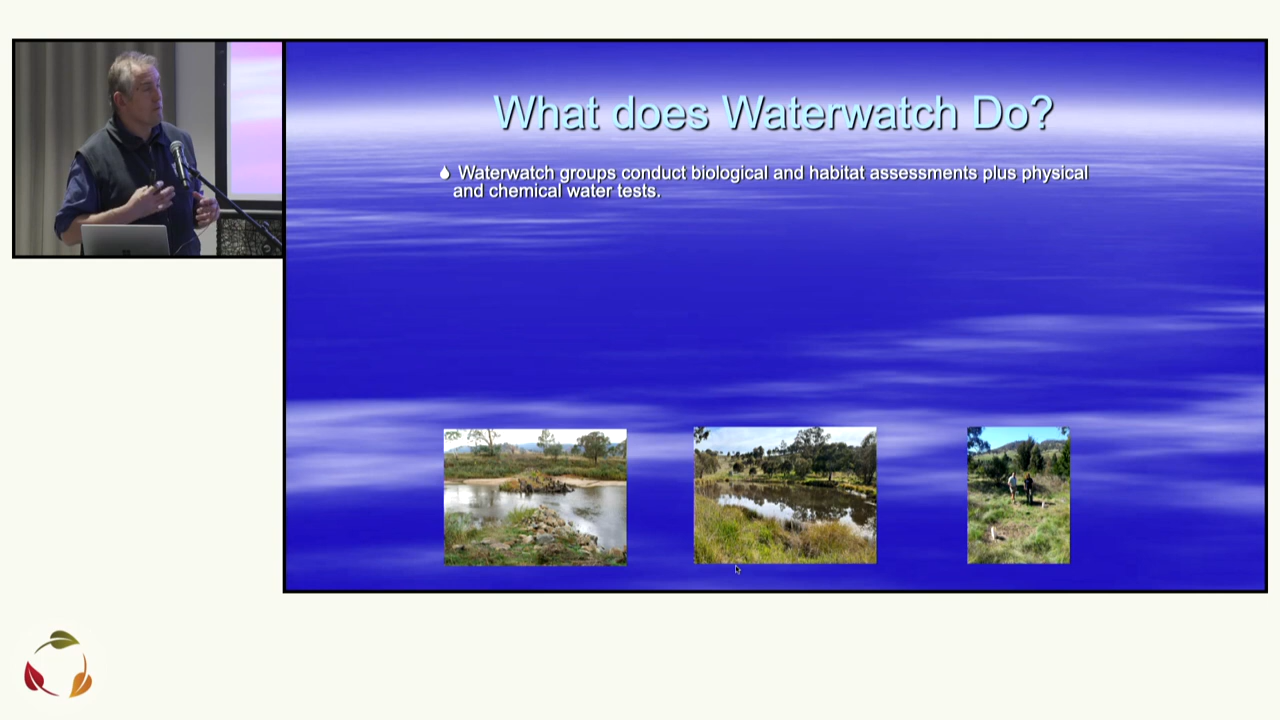 What does Waterwatch Do?
Waterwatch groups conduct biological and habitat assessments plus physical
and chemical water tests.